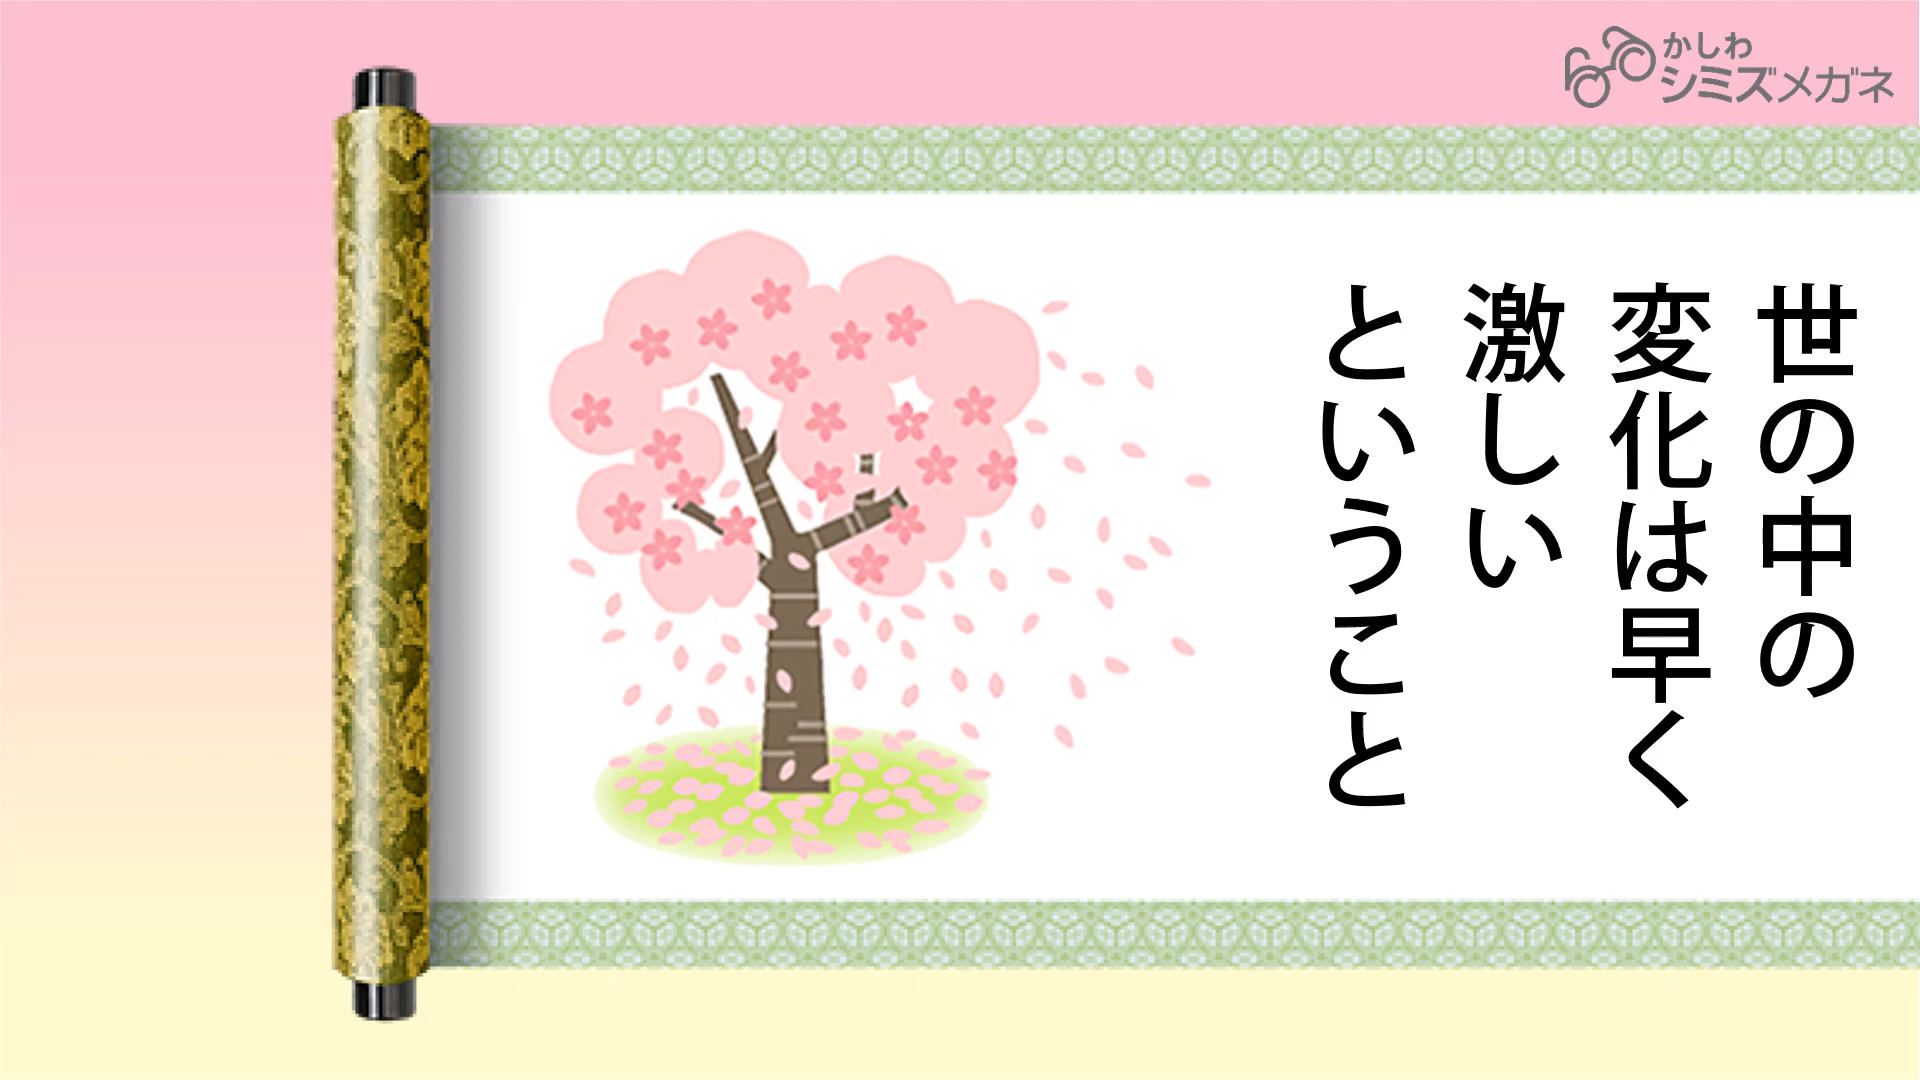 かしわ
シミズメガネ
世の中の
変化は早く
激しい
ということ